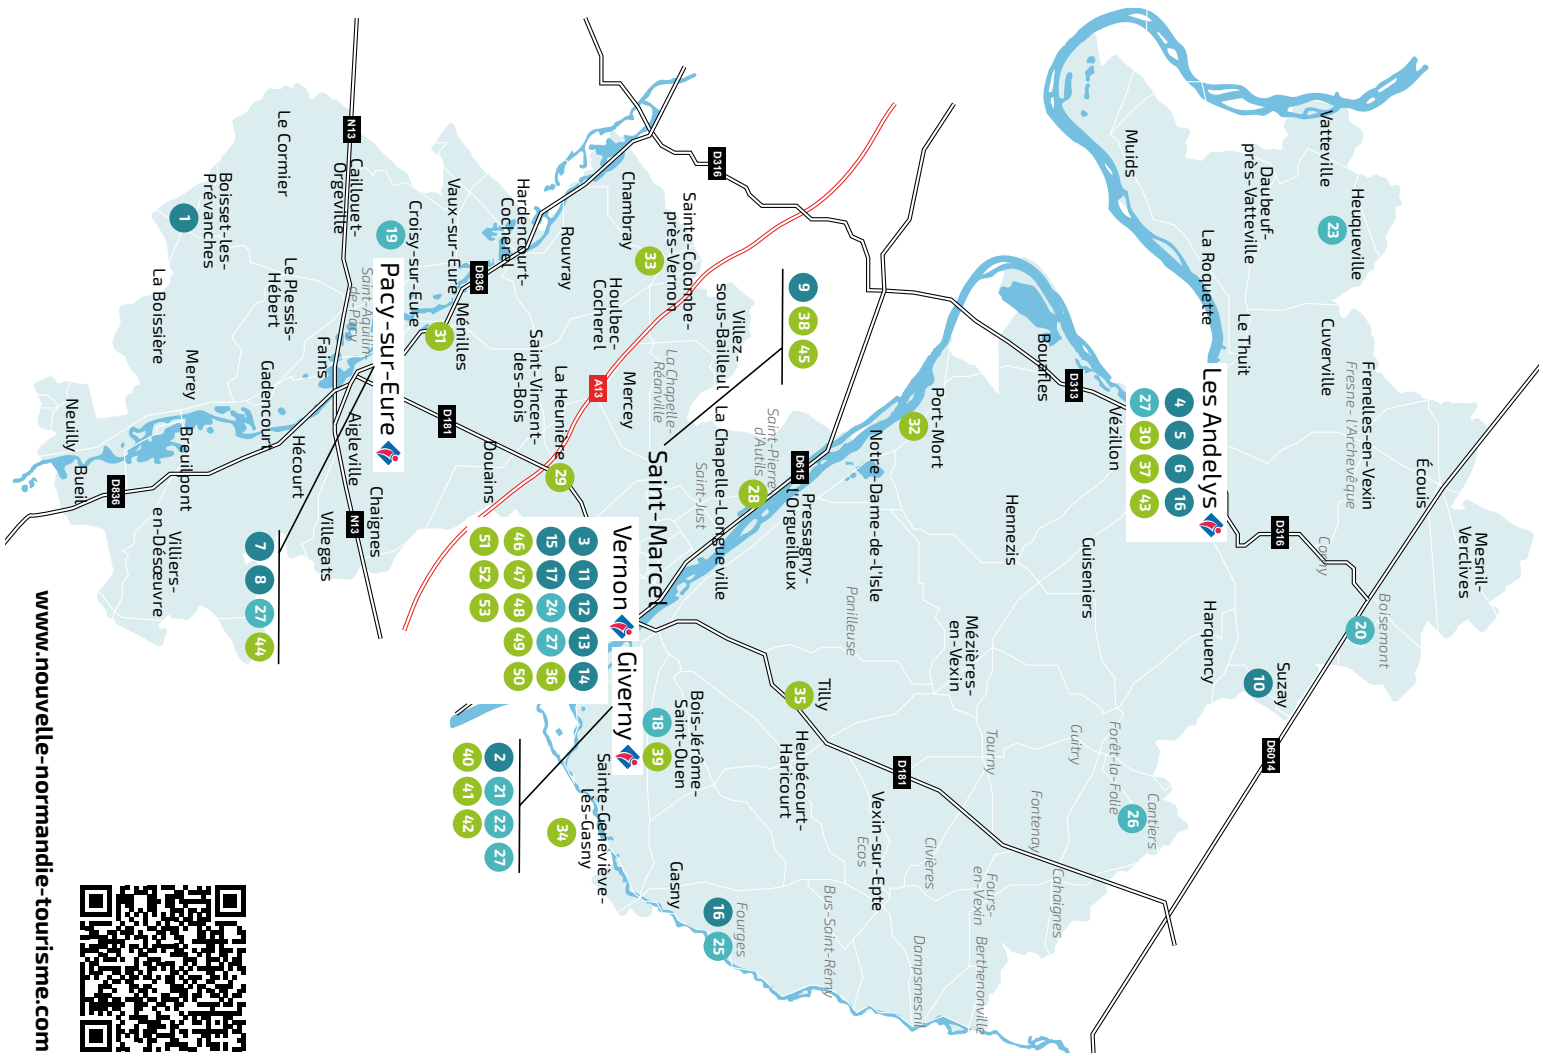 Vatteville
Heuqueville
23
Daubeuf-
près-Vatteville
Muids
La Roquette
Le Thuit
Cuverville
Frenelles-en-Vexin
Fresne - l'Archevêque
Écouis
Mesnil-
Verclives
Corny
Boisemont
20
D316
D6014
Les Andelys
4
5
6
16
27
30
37
43
Vézillon
D313
Bouafles
Port-Mort
32
Notre-Dame-de-l'Isle
Hennezis
Guiseniers
Harquency
Suzay
10
Pressagny-
l'Orgueilleux
Panilleuse
Mézières-
en-Vexin
Tilly
35
Heubécourt-
Haricourt
Tourny
Guitry
Forêt-la-Folie
Cantiers
26
Fontenay
Cahaignes
Fours-
en-Vexin
Berthenonville
Civières
Dampsmesnil
Vexin-sur-Epte
Ecos
Bus-Saint-Rémy
D181
Fourges
16
25
Gasny
Bois-Jérôme-
Saint-Ouen
18
39
Sainte-Geneviève-
lès-Gasny
34
Giverny
2
21
22
27
40
41
42
Vernon
3
11
12
13
14
15
17
24
27
36
46
47
48
49
50
51
52
53
Saint-Marcel
9
38
45
D615
28
Saint-Pierre-
d'Autils
La Chapelle-Longueville
Saint-Just
Villez-
sous-Bailleul
La Chapelle-
Réanville
Sainte-Colombe-
près-Vernon
33
Chambray
Houlbec-
Cocherel
Mercey
A13
D316
Rouvray
Hardencourt-
Cocherel
Saint-Vincent-
des-Bois
La Heunière
29
Douains
D181
D836
Vaux-sur-Eure
Ménilles
31
Croisy-sur-Eure
19
Pacy-sur-Eure
7
8
27
44
Saint-Aquilin-
de-Pacy
Caillouet-
Orgeville
N13
Le Cormier
Boisset-les-
Prévanches
1
Le Plessis-
Hébert
La Boissière
Fains
Gadencourt
Merey
Aigleville
Chaignes
Hécourt
Villegats
N13
Breuilpont
Neuilly
Bueil
D836
Villiers-
en-Désœuvre
www.nouvelle-normandie-tourisme.com